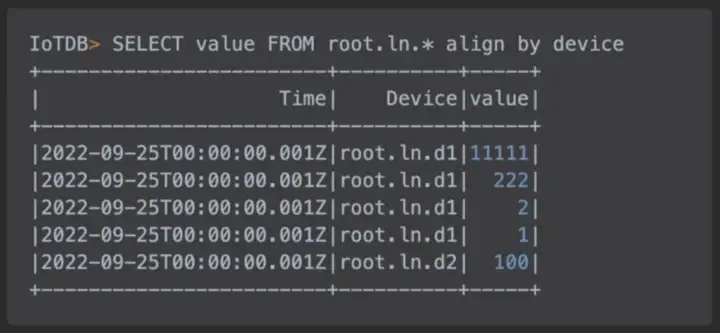 IoTDB> SELECT value FROM root.ln.* align by device
+------------------------+----------+-----+
|                    Time|    Device|value|
+------------------------+----------+-----+
|2022-09-25T00:00:00.001Z|root.ln.d1|11111|
|2022-09-25T00:00:00.001Z|root.ln.d1|  222|
|2022-09-25T00:00:00.001Z|root.ln.d1|    2|
|2022-09-25T00:00:00.001Z|root.ln.d1|    1|
|2022-09-25T00:00:00.001Z|root.ln.d2|  100|
+------------------------+----------+-----+